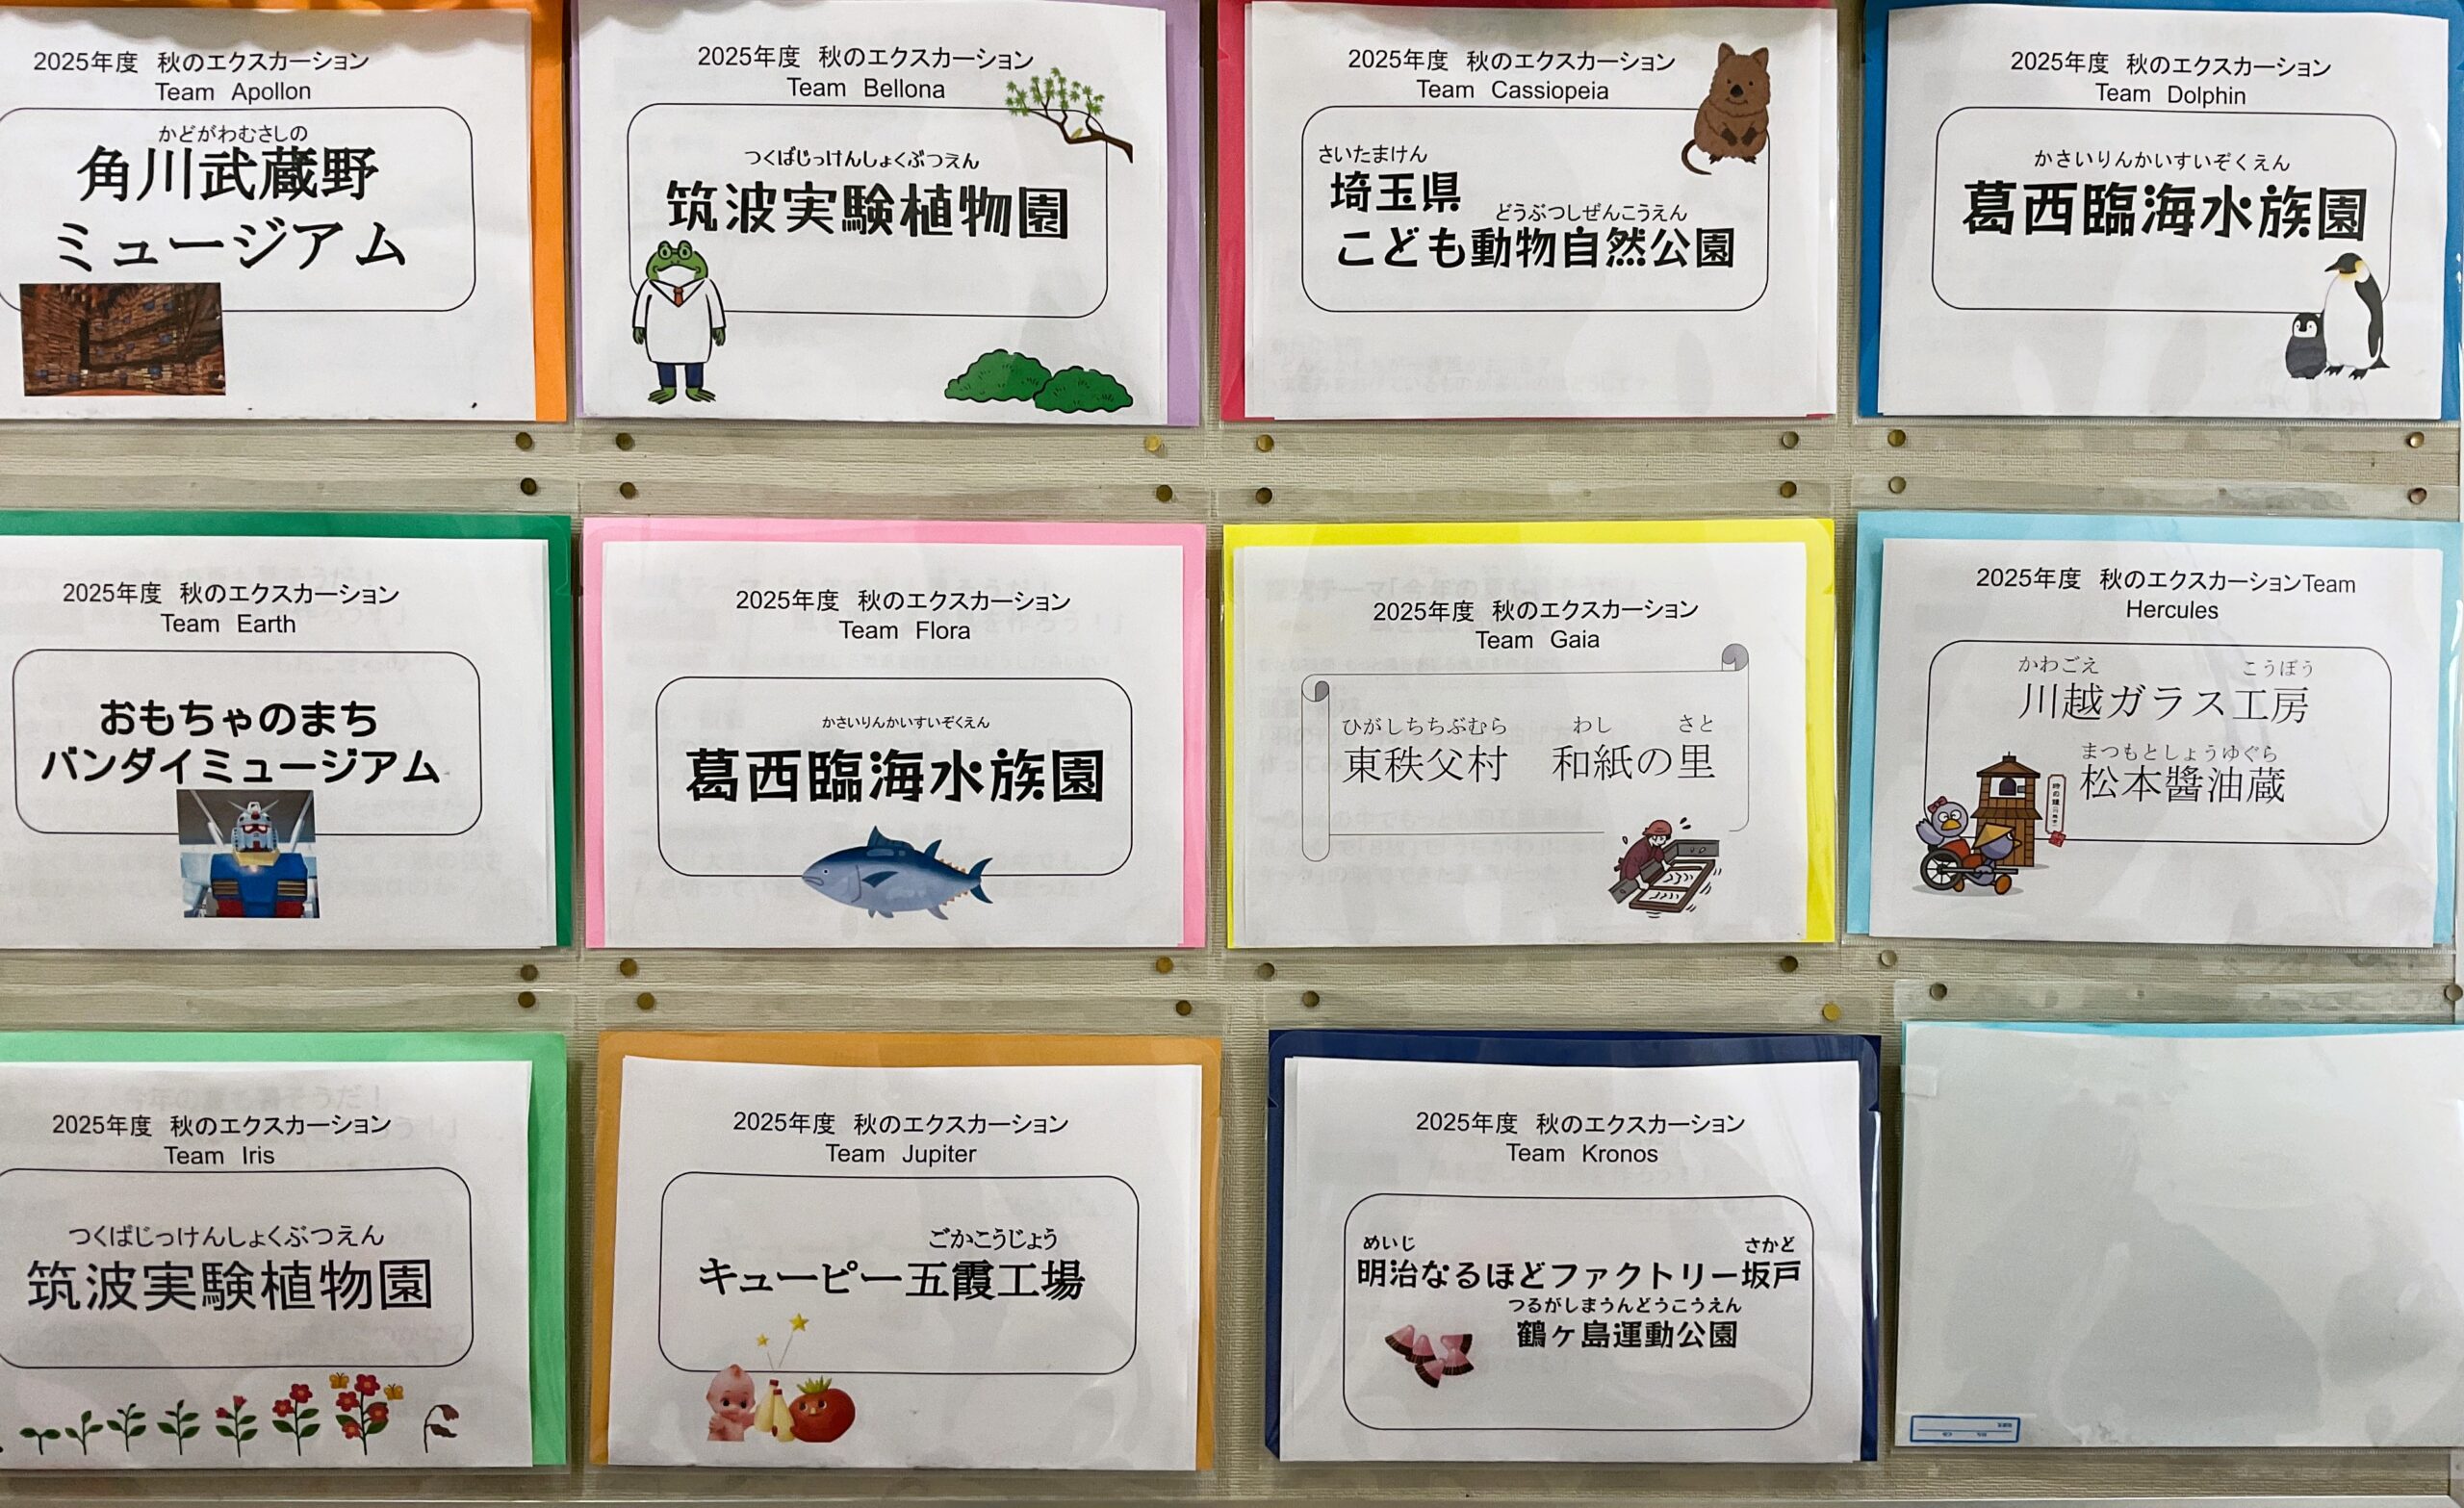 2025年度 秋のエクスカーション
Team Apollon
かどがわむさしの
角川武蔵野
ミュージアム
2025年度 秋のエクスカーション
Team Bellona
つくばじっけんしょくぶつえん
筑波実験植物園
2025年度 秋のエクスカーション
Team Cassiopeia
さいたまけん
埼玉県
どうぶつしぜんこうえん
こども動物自然公園
2025年度 秋のエクスカーション
Team Dolphin
かさいりんかいすいぞくえん
葛西臨海水族園
2025年度 秋のエクスカーション
Team Earth
おもちゃのまち
バンダイミュージアム
2025年度 秋のエクスカーション
Team Flora
かさいりんかいすいぞくえん
葛西臨海水族園
2025年度 秋のエクスカーション
Team Gaia
ひがしちちぶむら わし さと
東秩父村 和紙の里
2025年度 秋のエクスカーションTeam
Hercules
かわごえ こうぼう
川越ガラス工房
まつもとしょうゆぐら
松本醬油蔵
2025年度 秋のエクスカーション
Team Iris
つくばじっけんしょくぶつえん
筑波実験植物園
2025年度 秋のエクスカーション
Team Jupiter
ごかこうじょう
キューピー五霞工場
2025年度 秋のエクスカーション
Team Kronos
めいじ さかど
明治なるほどファクトリー坂戸
つるがしまうんどうこうえん
鶴ヶ島運動公園